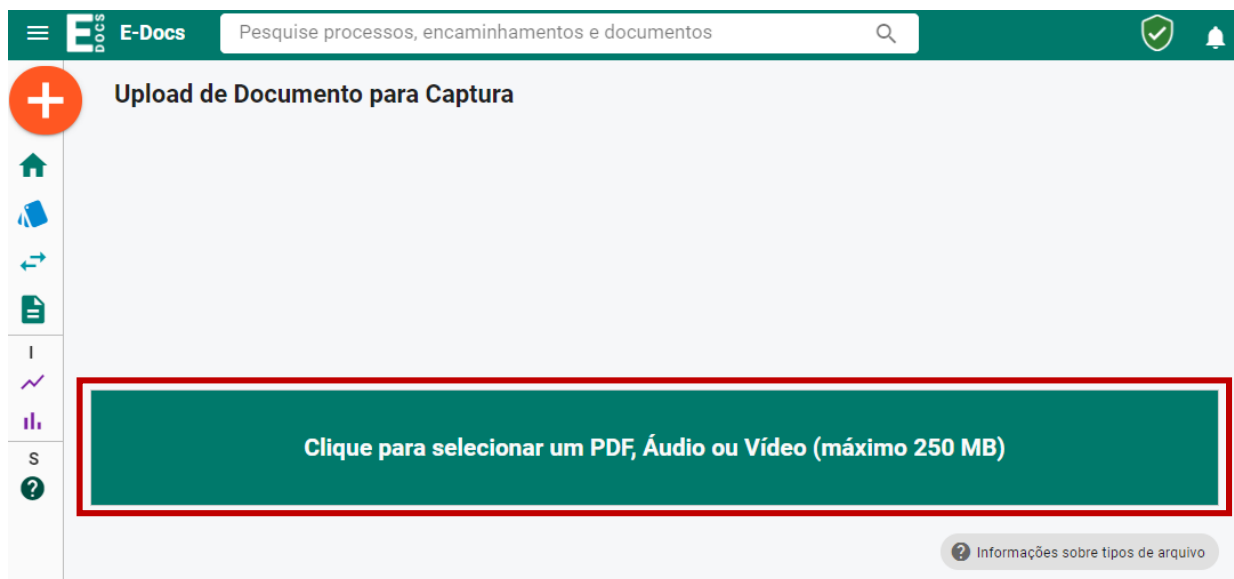 E DOCS E-Docs Pesquise processos, encaminhamentos e documentos
Upload de Documento para Captura
I
Clique para selecionar um PDF, Áudio ou Vídeo (máximo 250 MB)
S
Informações sobre tipos de arquivo